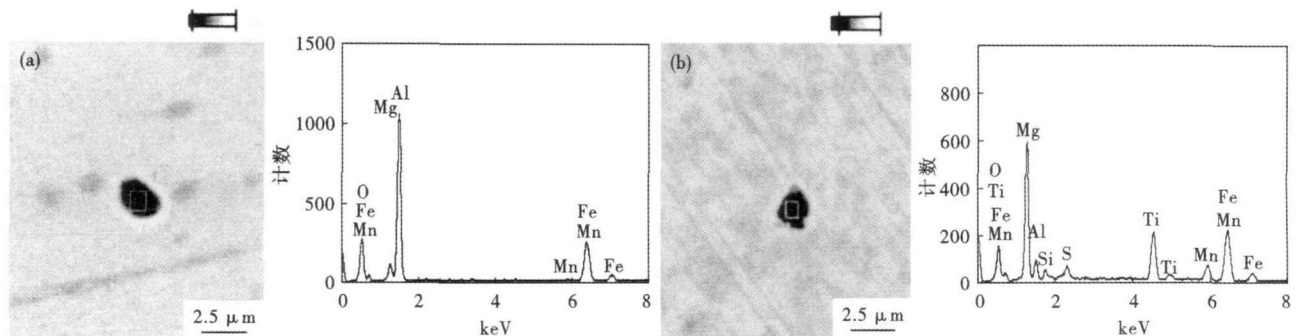 (a)
2.5 μm
1500
1000
500
0
计数
Al
Mg
O
Fe
Mn
Fe
Mn
Mn
Fe
0 2 4 6 8
keV
(b)
2.5 μm
800
600
400
200
0
计数
Mg
O
Ti
Fe
Mn
Al
Si
S
Ti
Ti
Fe
Mn
Mn
Fe
0 2 4 6 8
keV